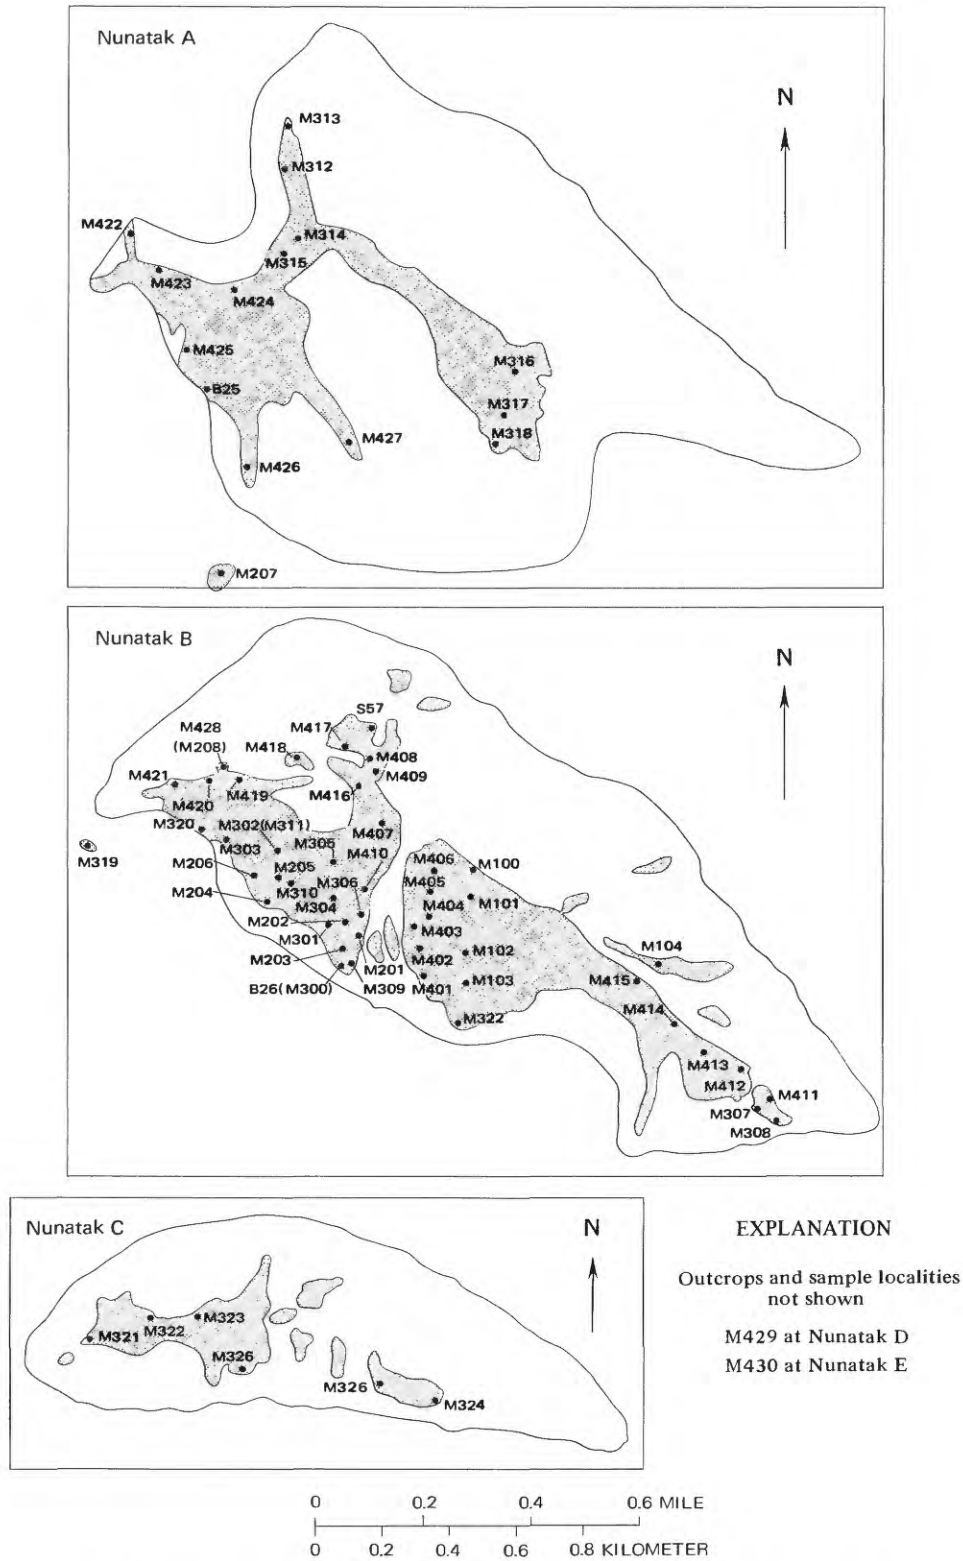 Nunatak A
N
M313
M312
M422
M314
M315
M423
M424
M425
M316
B25
M317
M427
M318
M426
M207
Nunatak B
N
S57
M428
M417
(M208)
M418
M408
M421
M409
M420
M419
M416
M320
M302(M311)
M407
M319
M303
M305
M410
M206
M205
M306
M406
M100
M310
M405
M204
M304
M404
M101
M202
M403
M301
M402
M102
M104
M203
M201
M401
M103
M415
B26(M300)
M309
M322
M414
M413
M412
M411
M307
M308
Nunatak C
N
EXPLANATION
Outcrops and sample localities
not shown
M429 at Nunatak D
M430 at Nunatak E
M321
M322
M323
M326
M326
M324
0 0.2 0.4 0.6 MILE
0 0.2 0.4 0.6 0.8 KILOMETER